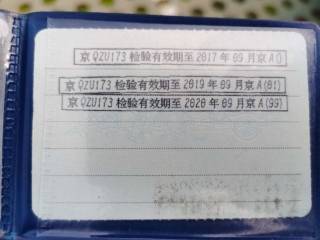 京 QZU173 检验有效期至 2017 年 09 月京 A()
京 QZU173 检验有效期至 2019 年 09 月京 A(01)
京 QZU173 检验有效期至 2020 年 09 月京 A(99)